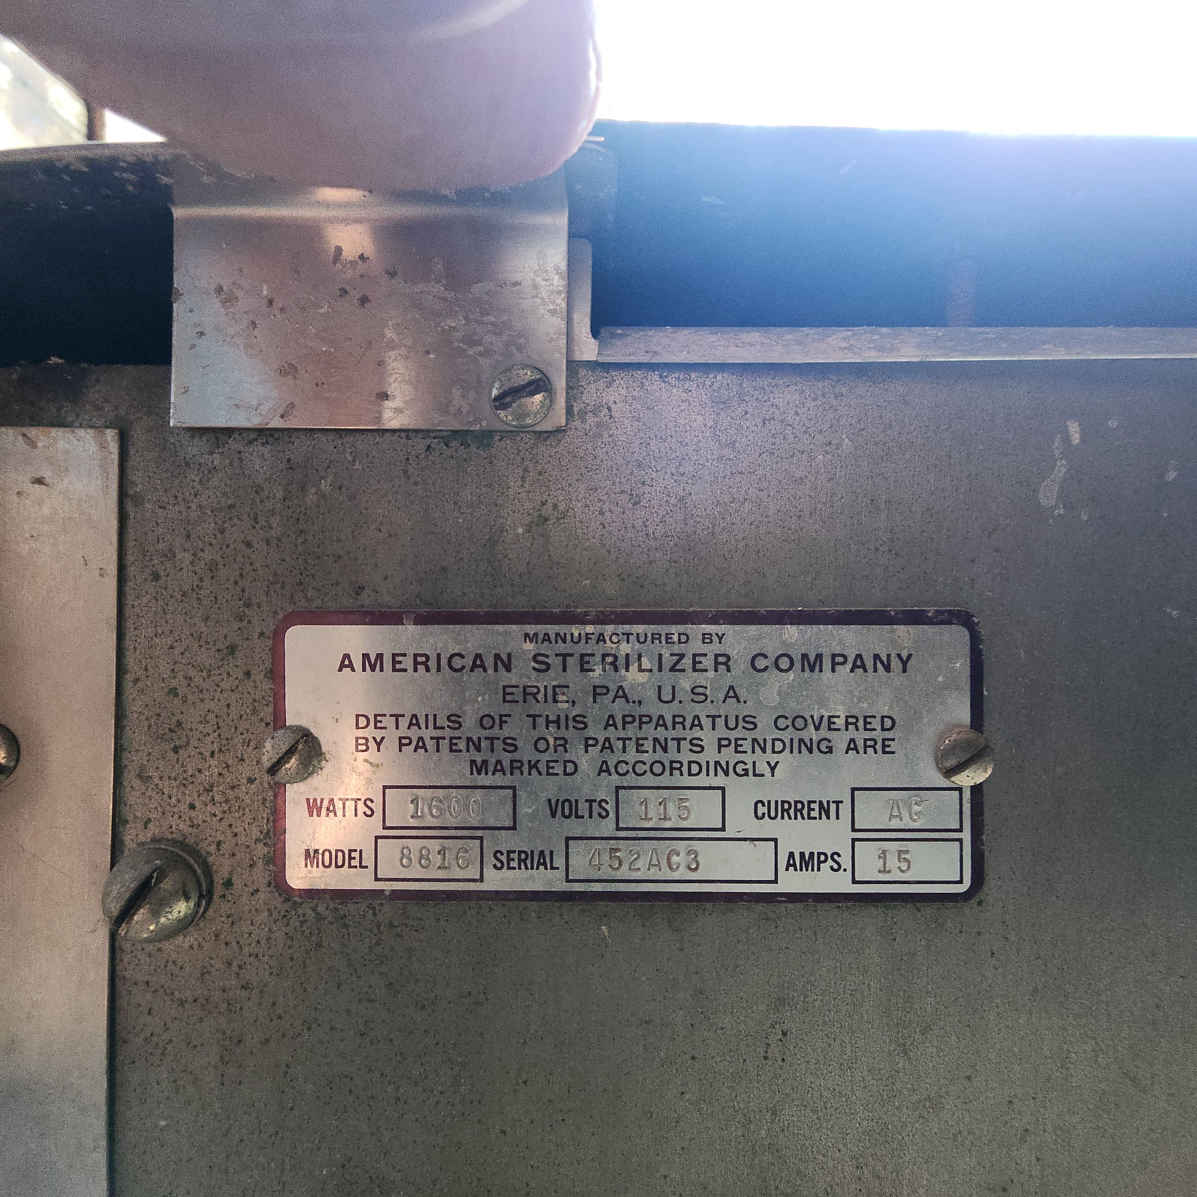 MANUFACTURED BY
AMERICAN STERILIZER COMPANY
ERIE, PA., U.S.A.
DETAILS OF THIS APPARATUS COVERED
BY PATENTS OR PATENTS PENDING ARE
MARKED ACCORDINGLY
WATTS 1600 VOLTS 115 CURRENT AC
MODEL 8816 SERIAL 452AC3 AMPS. 15